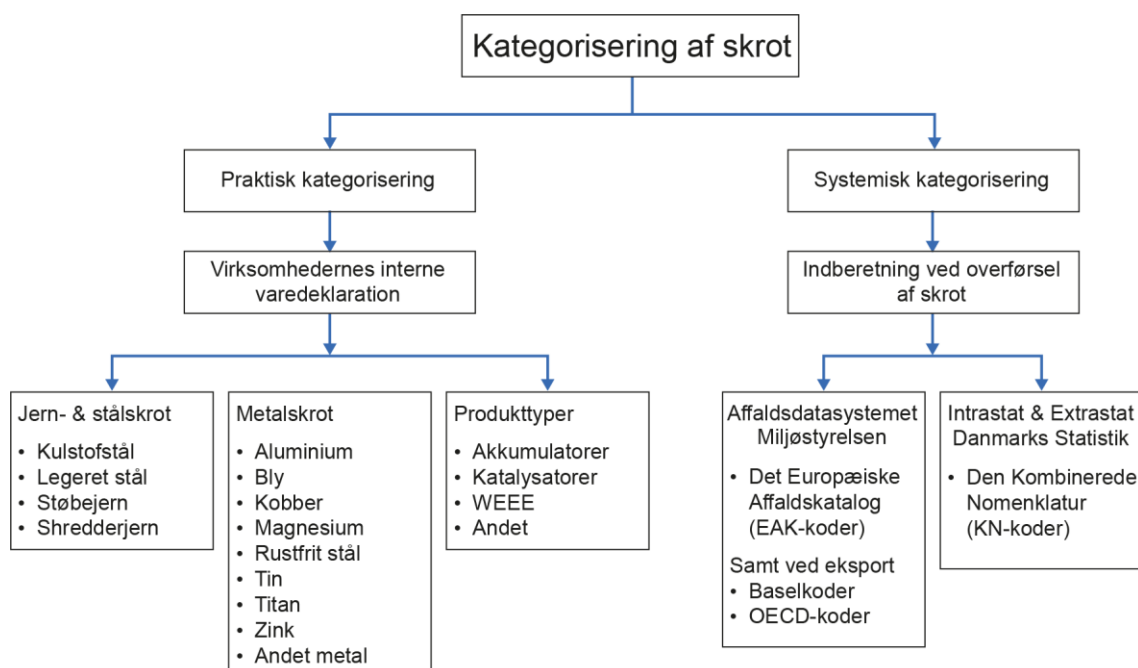 Kategorisering af skrot
Praktisk kategorisering
Systemisk kategorisering
Virksomhedernes interne
varedeklaration
Indberetning ved overførsel
af skrot
Jern- & stålskrot
• Kulstofstål
• Legeret stål
• Støbejern
• Shredderjern
Metalskrot
• Aluminium
• Bly
• Kobber
• Magnesium
• Rustfrit stål
• Tin
• Titan
• Zink
• Andet metal
Produkttyper
• Akkumulatorer
• Katalysatorer
• WEEE
• Andet
Affaldsdatasystemet
Miljøstyrelsen
• Det Europæiske
Affaldskatalog
(EAK-koder)
Samt ved eksport
• Baselkoder
• OECD-koder
Intrastat & Extrastat
Danmarks Statistik
• Den Kombinerede
Nomenklatur
(KN-koder)